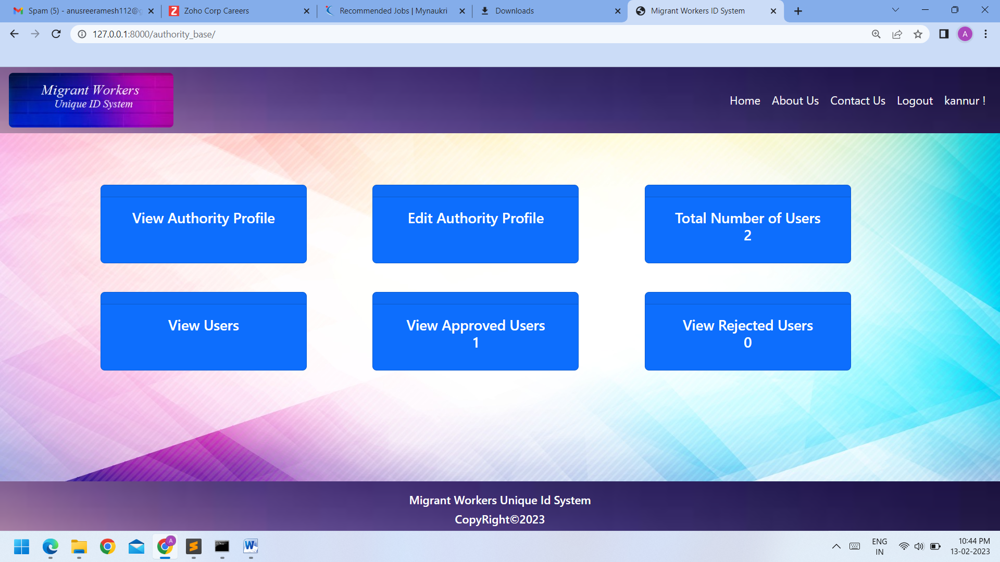 Spam (5) - anusreeramesh112@g
Zoho Corp Careers
Recommended Jobs | Mynaukri
Downloads
Migrant Workers ID System
127.0.0.1:8000/authority_base/
A
Migrant Workers
Unique ID System
Home About Us Contact Us Logout kannur !
View Authority Profile
Edit Authority Profile
Total Number of Users
2
View Users
View Approved Users
1
View Rejected Users
0
Migrant Workers Unique Id System
CopyRight©2023
ENG
IN
10:44 PM
13-02-2023